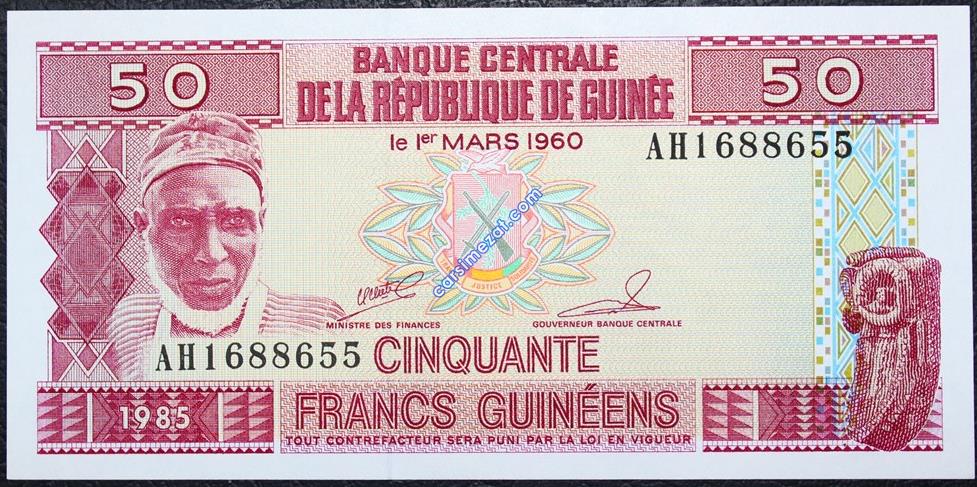 50
BANQUE CENTRALE
DE LA RÉPUBLIQUE DE GUINÉE
50
le 1er MARS 1960
AH1688655
carsimezat.com
JUSTICE
MINISTRE DES FINANCES
GOUVERNEUR BANQUE CENTRALE
AH1688655
CINQUANTE
1985
FRANCS GUINÉENS
TOUT CONTREFACTEUR SERA PUNI PAR LA LOI EN VIGUEUR